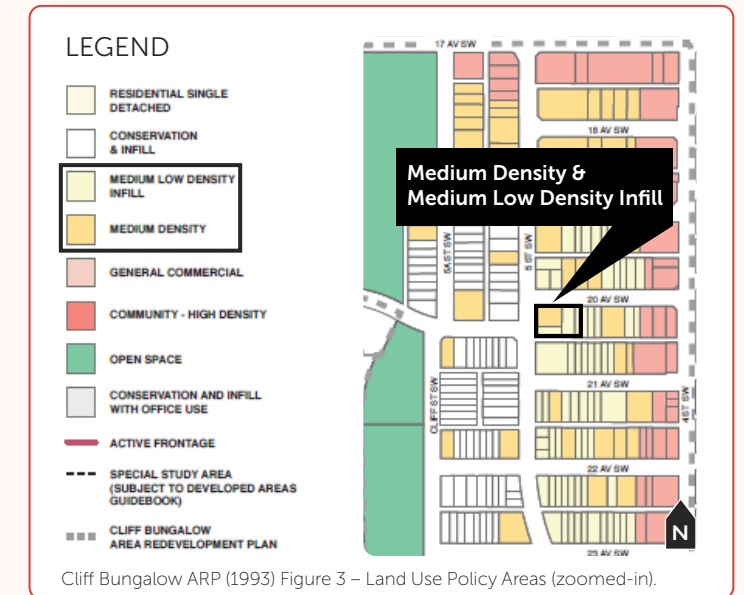 LEGEND
RESIDENTIAL SINGLE
DETACHED
CONSERVATION
& INFILL
MEDIUM LOW DENSITY
INFILL
MEDIUM DENSITY
GENERAL COMMERCIAL
COMMUNITY - HIGH DENSITY
OPEN SPACE
CONSERVATION AND INFILL
WITH OFFICE USE
ACTIVE FRONTAGE
SPECIAL STUDY AREA
(SUBJECT TO DEVELOPED AREAS
GUIDEBOOK)
CLIFF BUNGALOW
AREA REDEVELOPMENT PLAN
17 AV SW
18 AV SW
Medium Density &
Medium Low Density Infill
5A ST SW
5 ST SW
20 AV SW
21 AV SW
CLIFF ST SW
4 ST SW
22 AV SW
N
23 AV SW
Cliff Bungalow ARP (1993) Figure 3 – Land Use Policy Areas (zoomed-in).